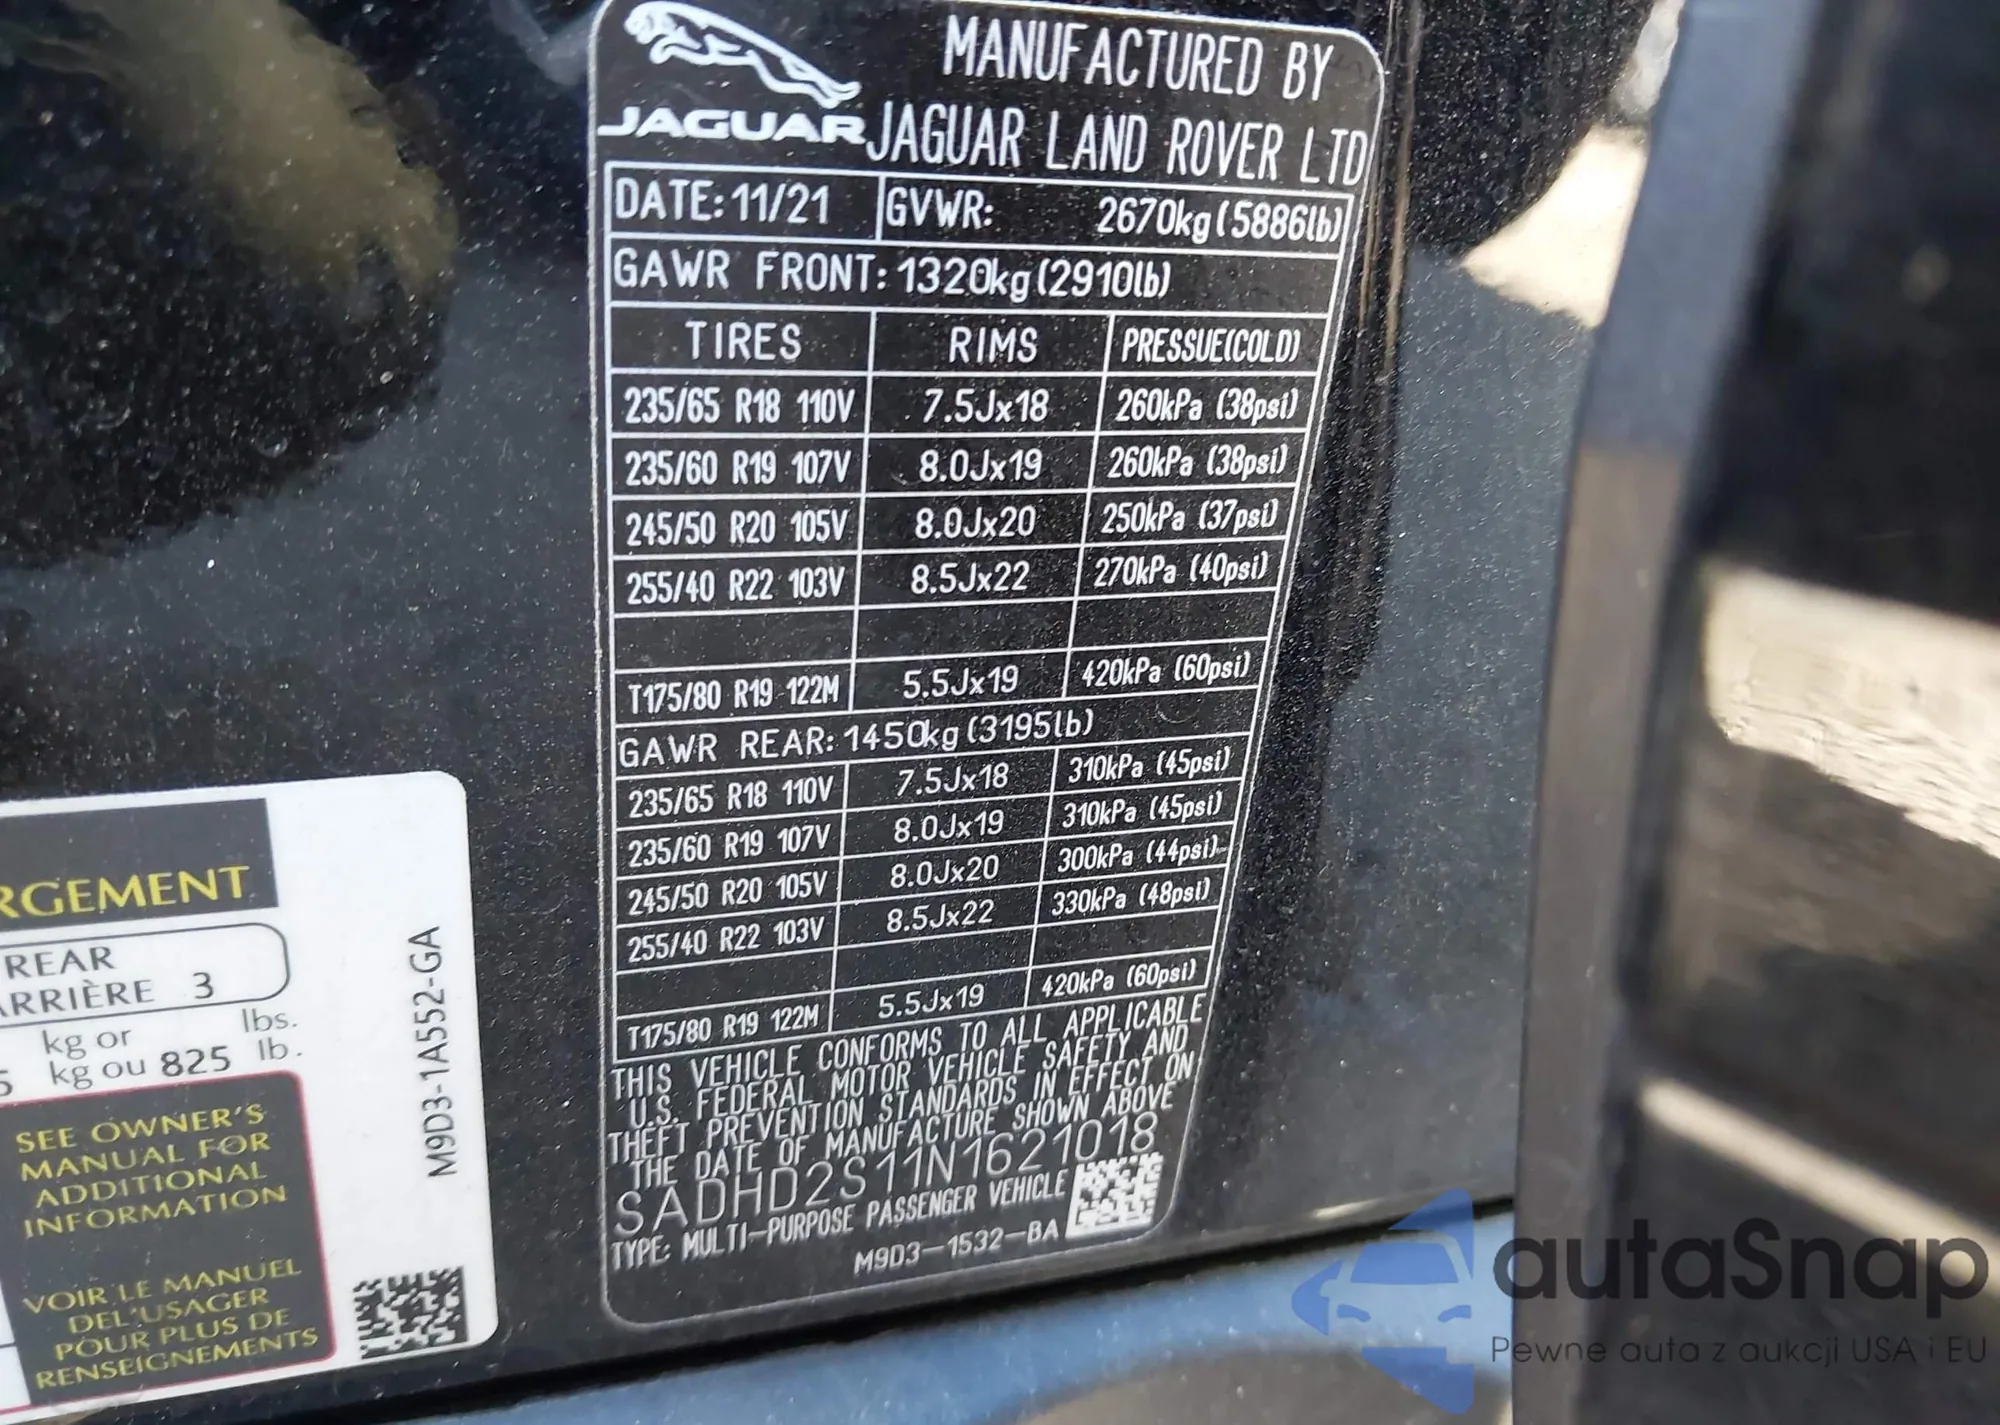 JAGUAR
MANUFACTURED BY
JAGUAR LAND ROVER LTD
DATE: 11/21 GVWR: 2670kg (5886lb)
GAWR FRONT: 1320kg (2910lb)
TIRES RIMS PRESSUE(COLD)
235/65 R18 110V 7.5Jx18 260kPa (38psi)
235/60 R19 107V 8.0Jx19 260kPa (38psi)
245/50 R20 105V 8.0Jx20 250kPa (37psi)
255/40 R22 103V 8.5Jx22 270kPa (40psi)
T175/80 R19 122M 5.5Jx19 420kPa (60psi)
GAWR REAR: 1450kg (3195lb)
235/65 R18 110V 7.5Jx18 310kPa (45psi)
235/60 R19 107V 8.0Jx19 310kPa (45psi)
245/50 R20 105V 8.0Jx20 300kPa (44psi)
255/40 R22 103V 8.5Jx22 330kPa (48psi)
T175/80 R19 122M 5.5Jx19 420kPa (60psi)
THIS VEHICLE CONFORMS TO ALL APPLICABLE
U.S. FEDERAL MOTOR VEHICLE SAFETY AND
THEFT PREVENTION STANDARDS IN EFFECT ON
THE DATE OF MANUFACTURE SHOWN ABOVE
SADHD2S11N1621018
TYPE: MULTI-PURPOSE PASSENGER VEHICLE
M9D3-1532-BA
RGEMENT
REAR
ARRIÈRE 3
kg or lbs.
5 kg ou 825 lb.
SEE OWNER'S
MANUAL FOR
ADDITIONAL
INFORMATION
VOIR LE MANUEL
DEL'USAGER
POUR PLUS DE
RENSEIGNEMENTS
M9D3-1A552-GA
autaSnap
Pewne auta z aukcji USA i EU